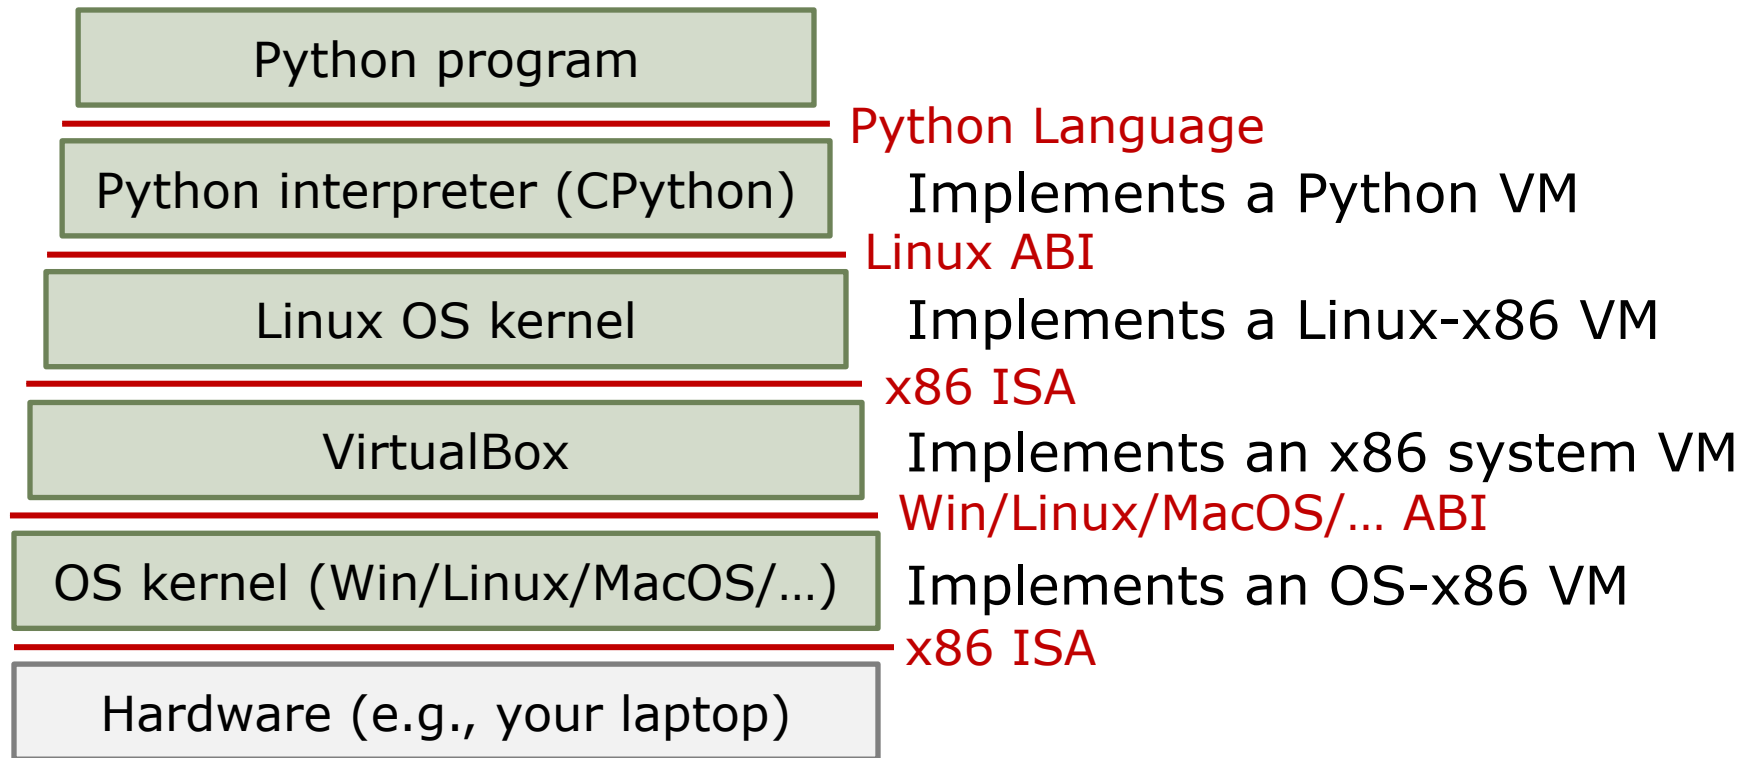 Python program
Python Language
Python interpreter (CPython)
Implements a Python VM
Linux ABI
Linux OS kernel
Implements a Linux-x86 VM
x86 ISA
VirtualBox
Implements an x86 system VM
Win/Linux/MacOS/… ABI
OS kernel (Win/Linux/MacOS/…)
Implements an OS-x86 VM
x86 ISA
Hardware (e.g., your laptop)